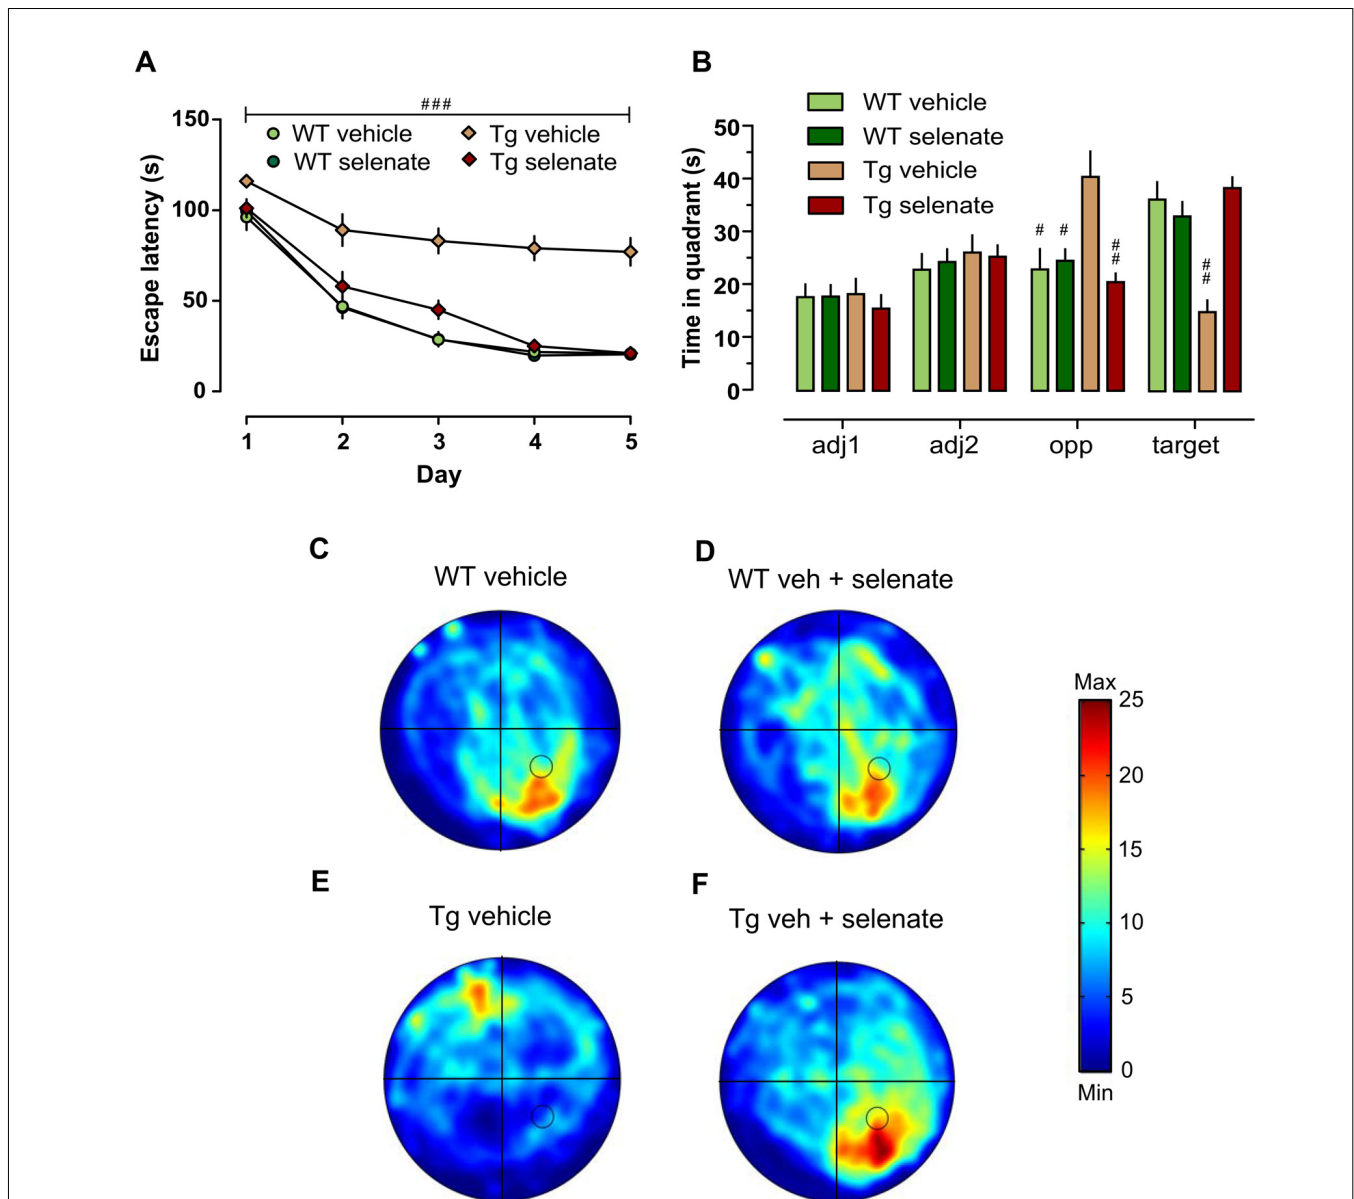 A
###
150
WT vehicle
Tg vehicle
WT selenate
Tg selenate
100
50
0
Escape latency (s)
1 2 3 4 5
Day
B
WT vehicle
WT selenate
Tg vehicle
Tg selenate
50
40
30
20
10
0
Time in quadrant (s)
# #
#
#
#
#
adj1 adj2 opp target
C
WT vehicle
D
WT veh + selenate
E
Tg vehicle
F
Tg veh + selenate
Max
25
20
15
10
5
0
Min